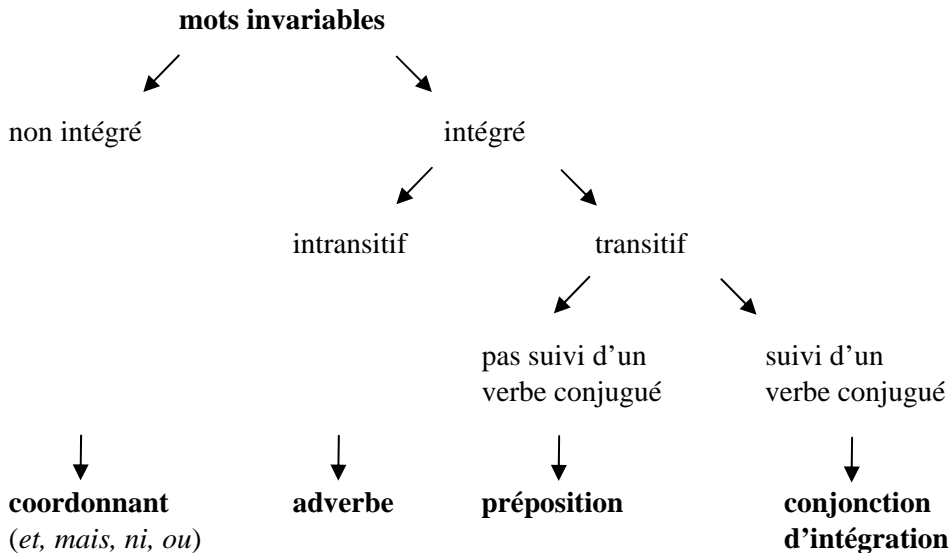 mots invariables
non intégré
intégré
intransitif
transitif
pas suivi d’un
verbe conjugué
suivi d’un
verbe conjugué
coordonnant
(et, mais, ni, ou)
adverbe
préposition
conjonction
d’intégration